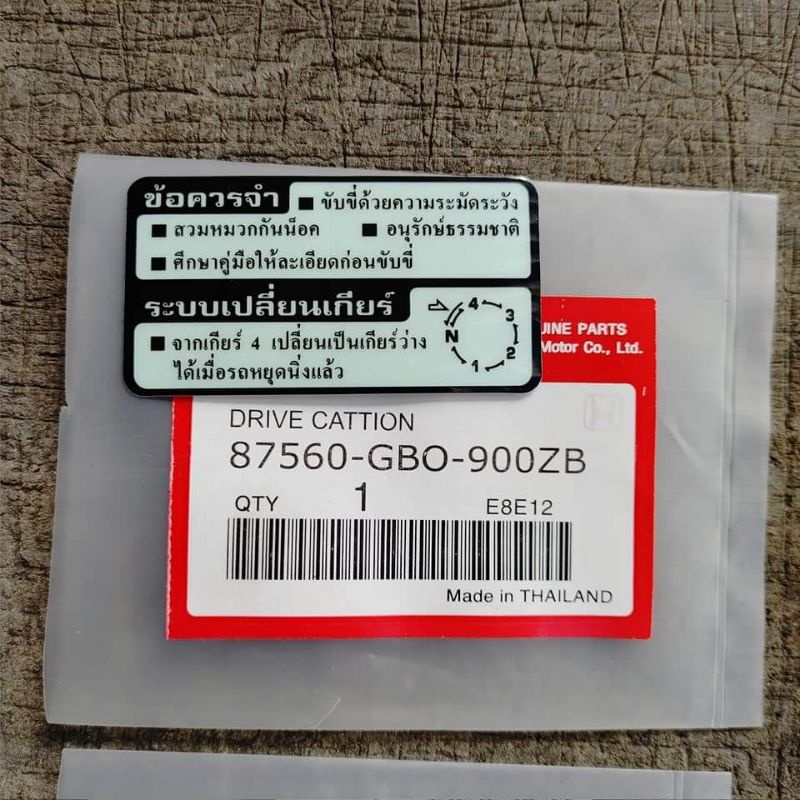 ข้อควรจำ ■ ขับขี่ด้วยความระมัดระวัง
■ สวมหมวกกันน็อค ■ อนุรักษ์ธรรมชาติ
■ ศึกษาคู่มือให้ละเอียดก่อนขับขี่
ระบบเปลี่ยนเกียร์
■ จากเกียร์ 4 เปลี่ยนเป็นเกียร์ว่าง
ได้เมื่อรถหยุดนิ่งแล้ว
4
3
N
2
1
PARTS
Motor Co., Ltd.
DRIVE CATTION
87560-GBO-900ZB
QTY 1 E8E12
Made in THAILAND